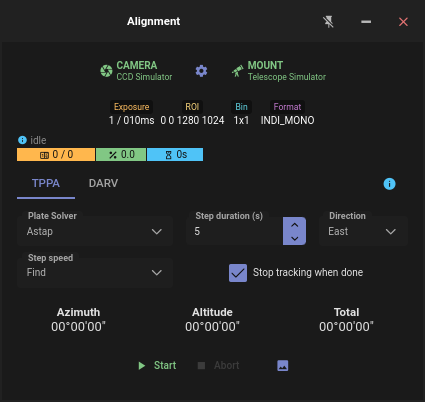 Alignment
CAMERA
CCD Simulator
MOUNT
Telescope Simulator
Exposure ROI Bin Format
1 / 010ms 0 0 1280 1024 1x1 INDI_MONO
idle
0 / 0 0.0 0s
TPPA DARV
Plate Solver Step duration (s) Direction
Astap 5 East
Step speed
Find Stop tracking when done
Azimuth Altitude Total
00°00'00" 00°00'00" 00°00'00"
Start Abort